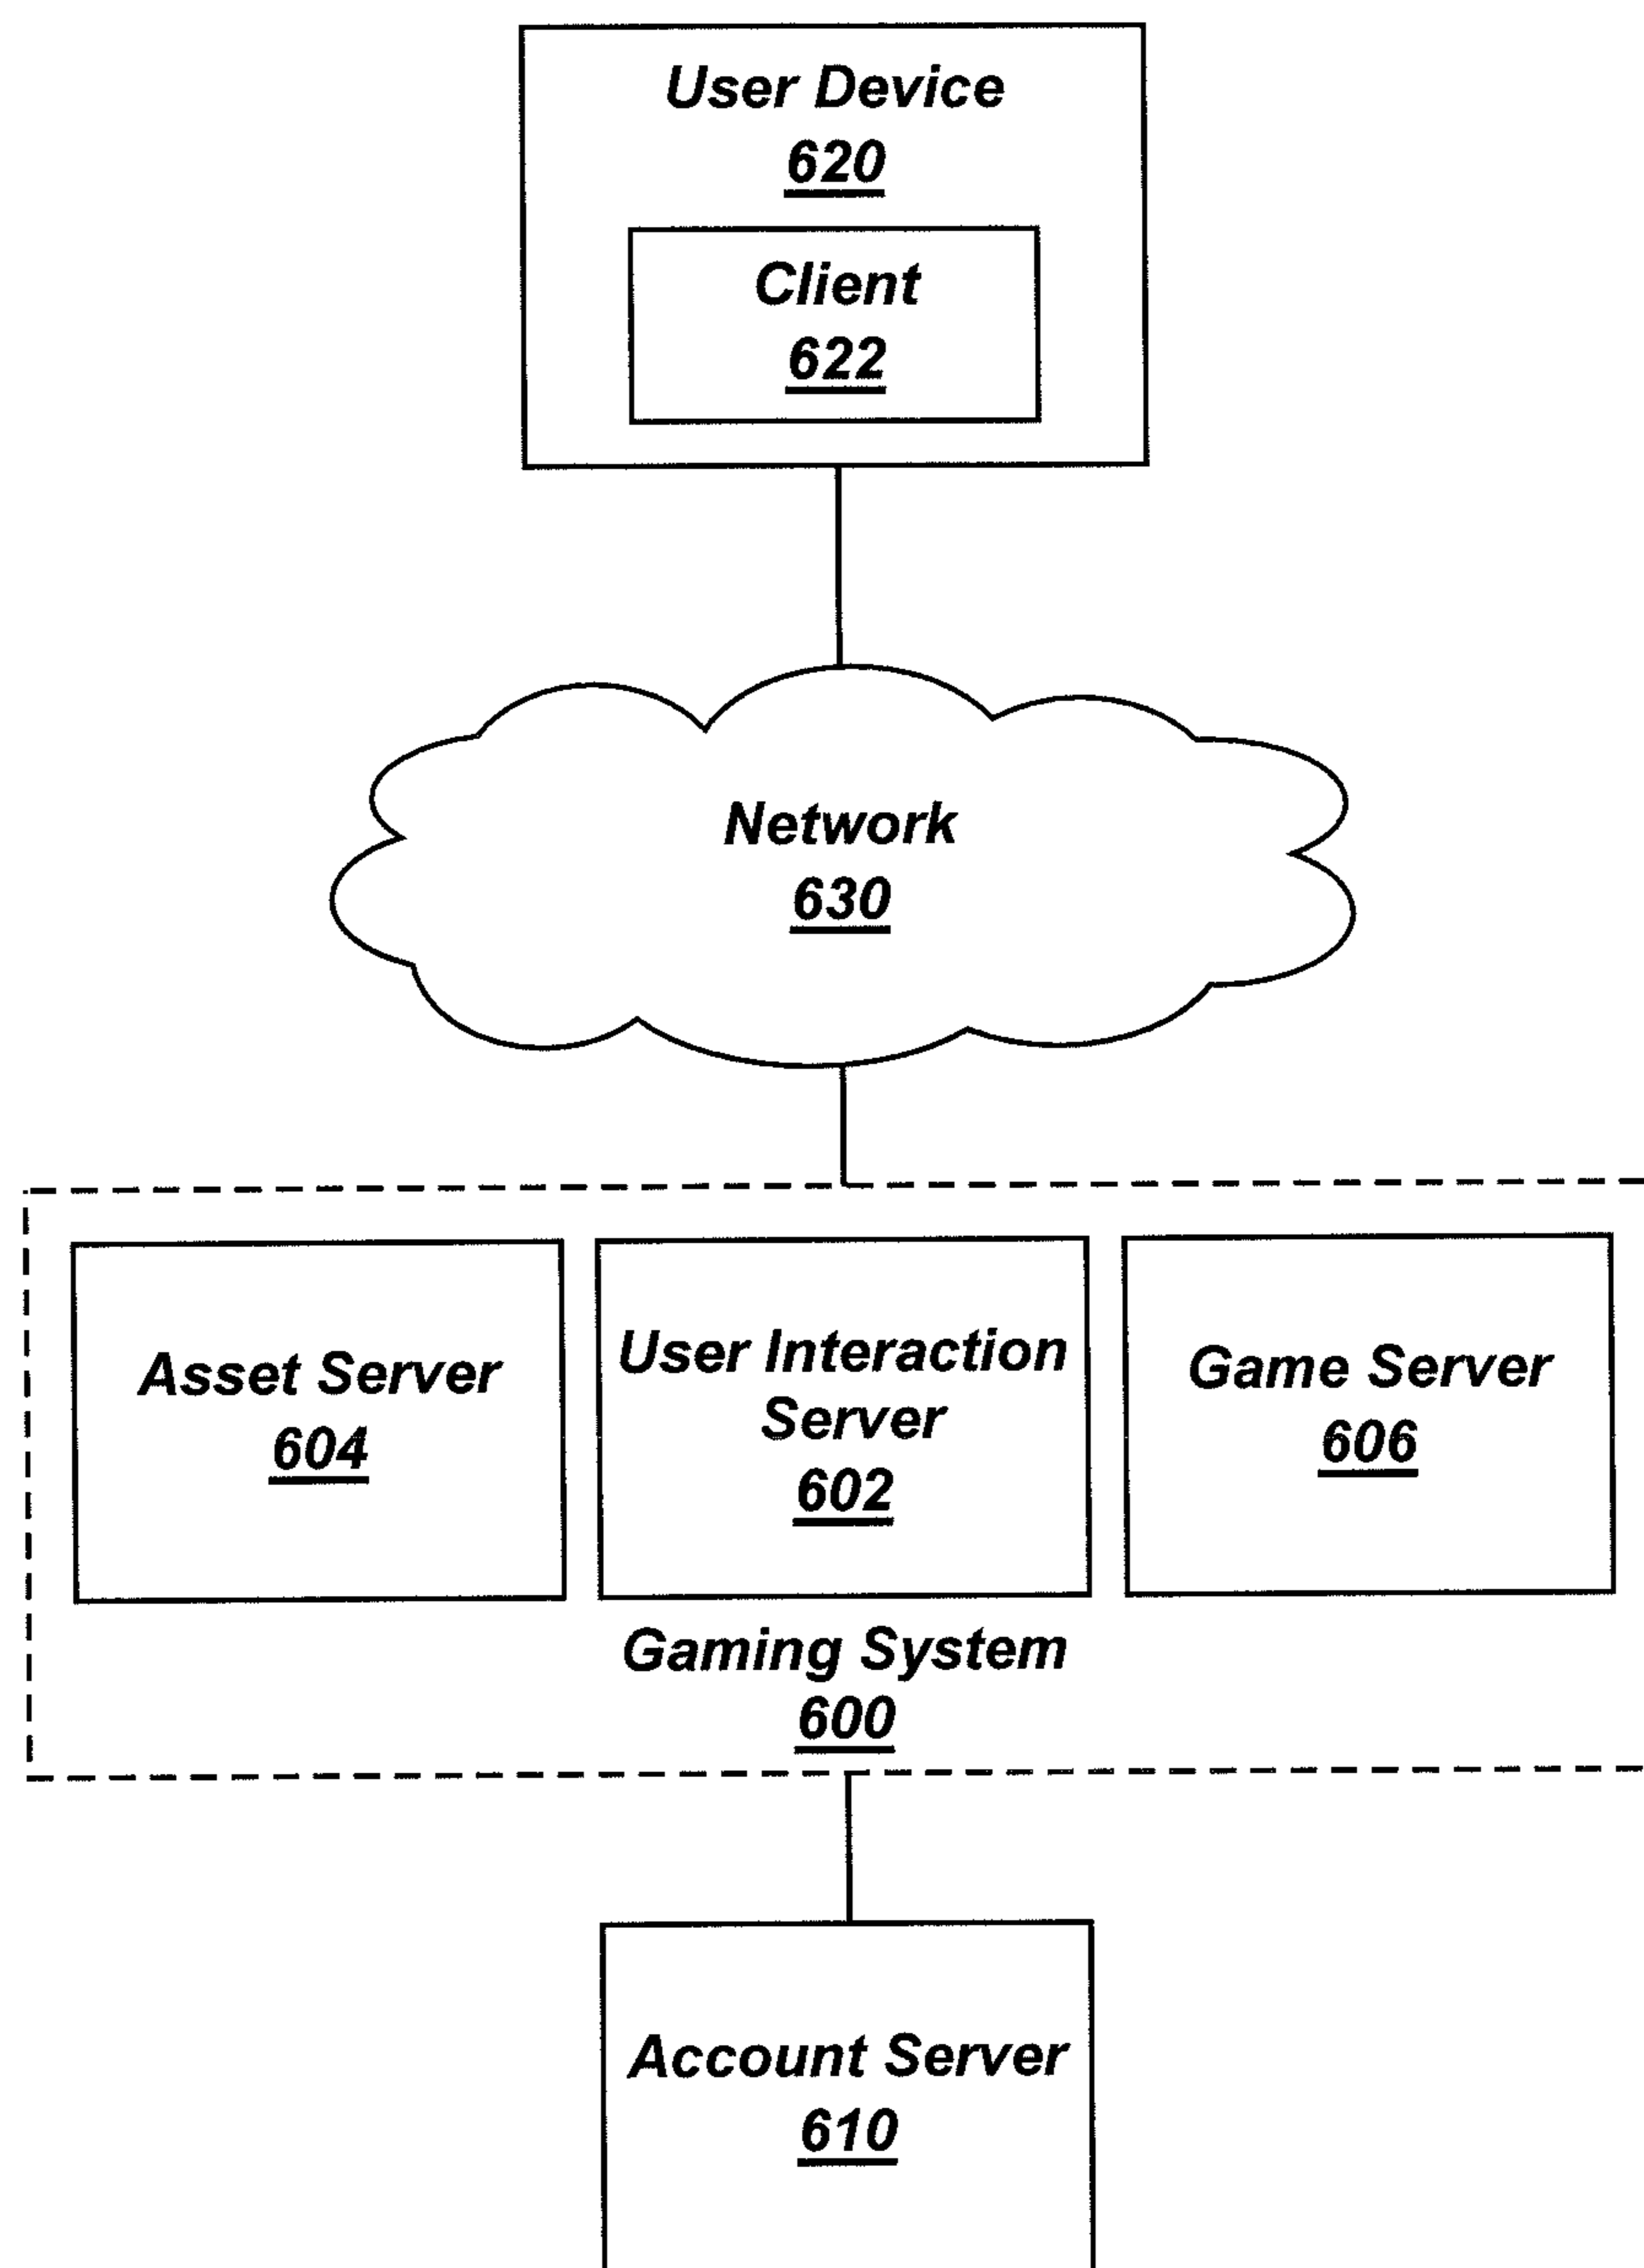 User Device
620
Client
622
Network
630
Asset Server
604
User Interaction
Server
602
Game Server
606
Gaming System
600
Account Server
610